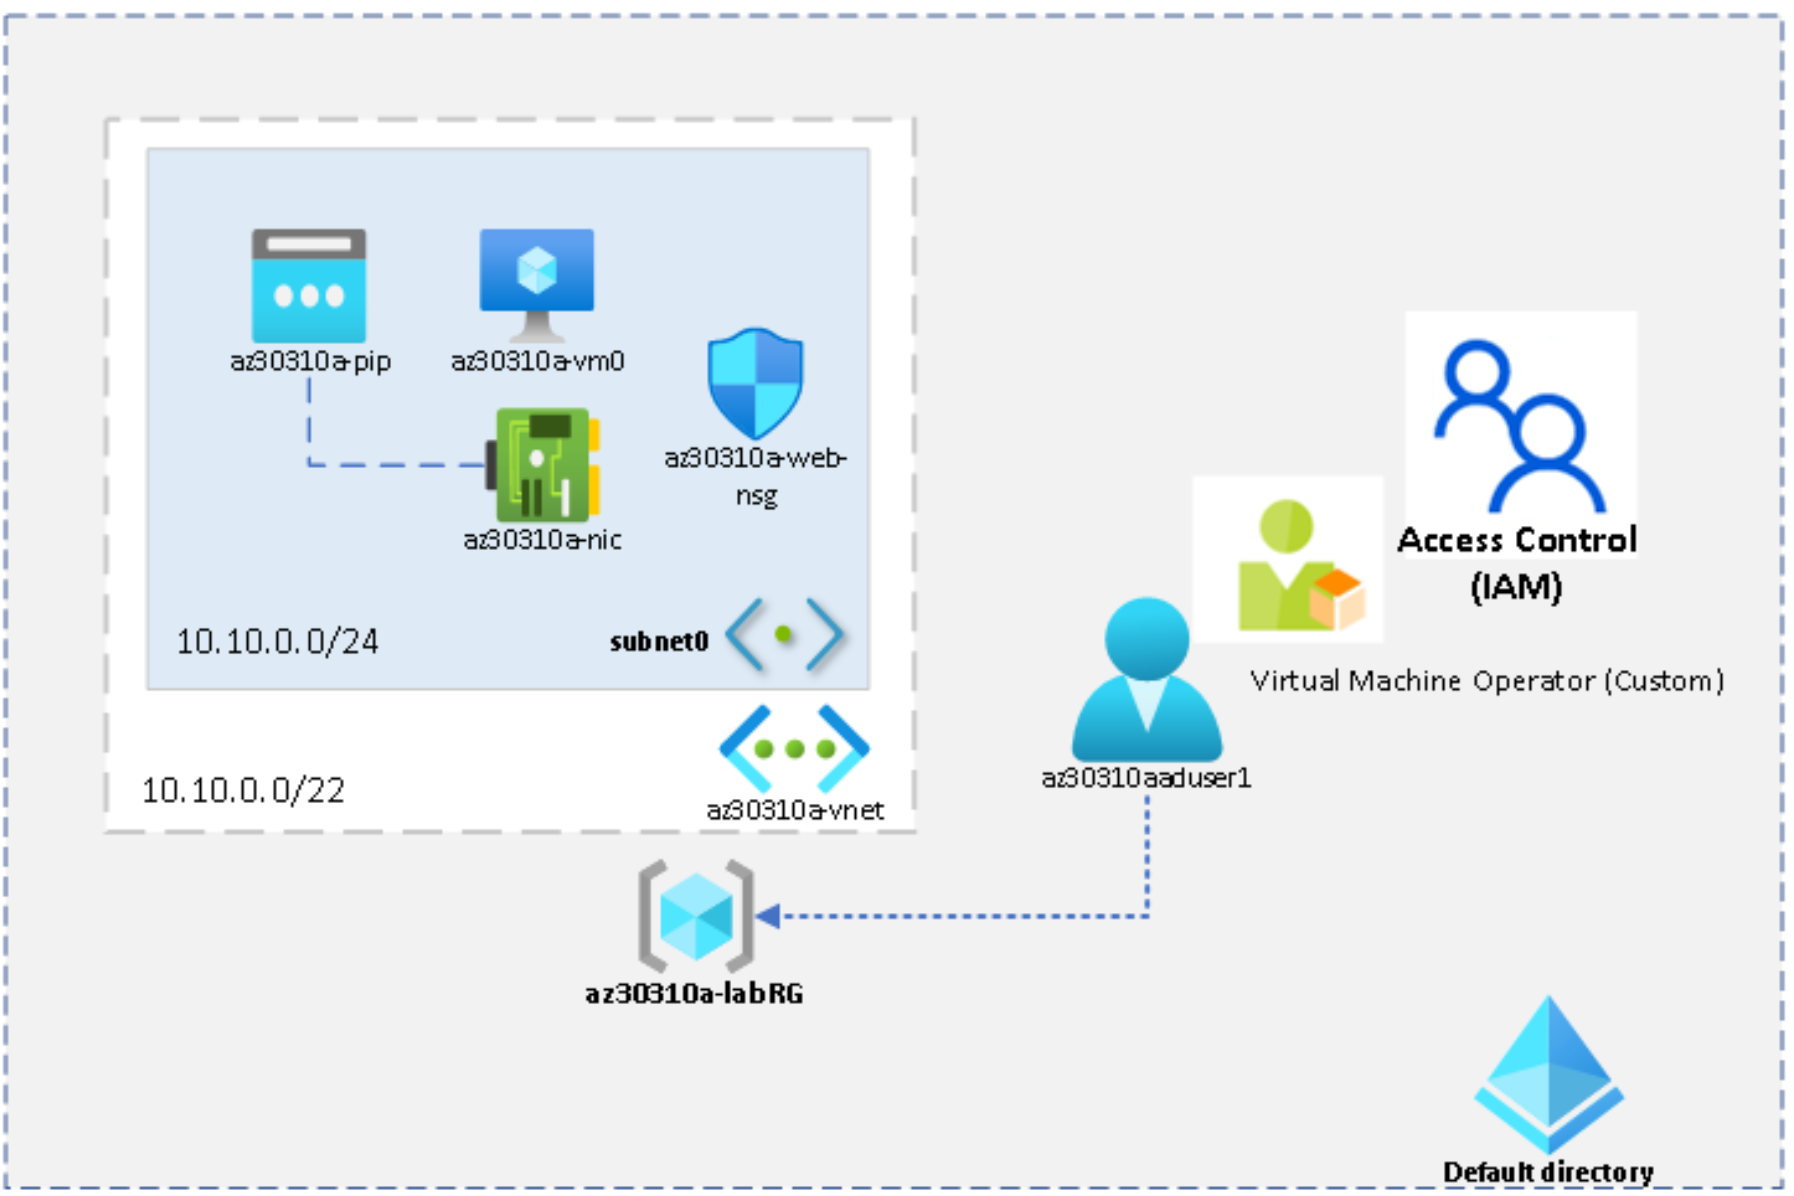 az30310a-pip
az30310a-vm0
az30310a-web-
nsg
az30310a-nic
10.10.0.0/24
subnet0
10.10.0.0/22
az30310a-vnet
az30310a-labRG
Access Control
(IAM)
Virtual Machine Operator (Custom)
az30310aaduser1
Default directory